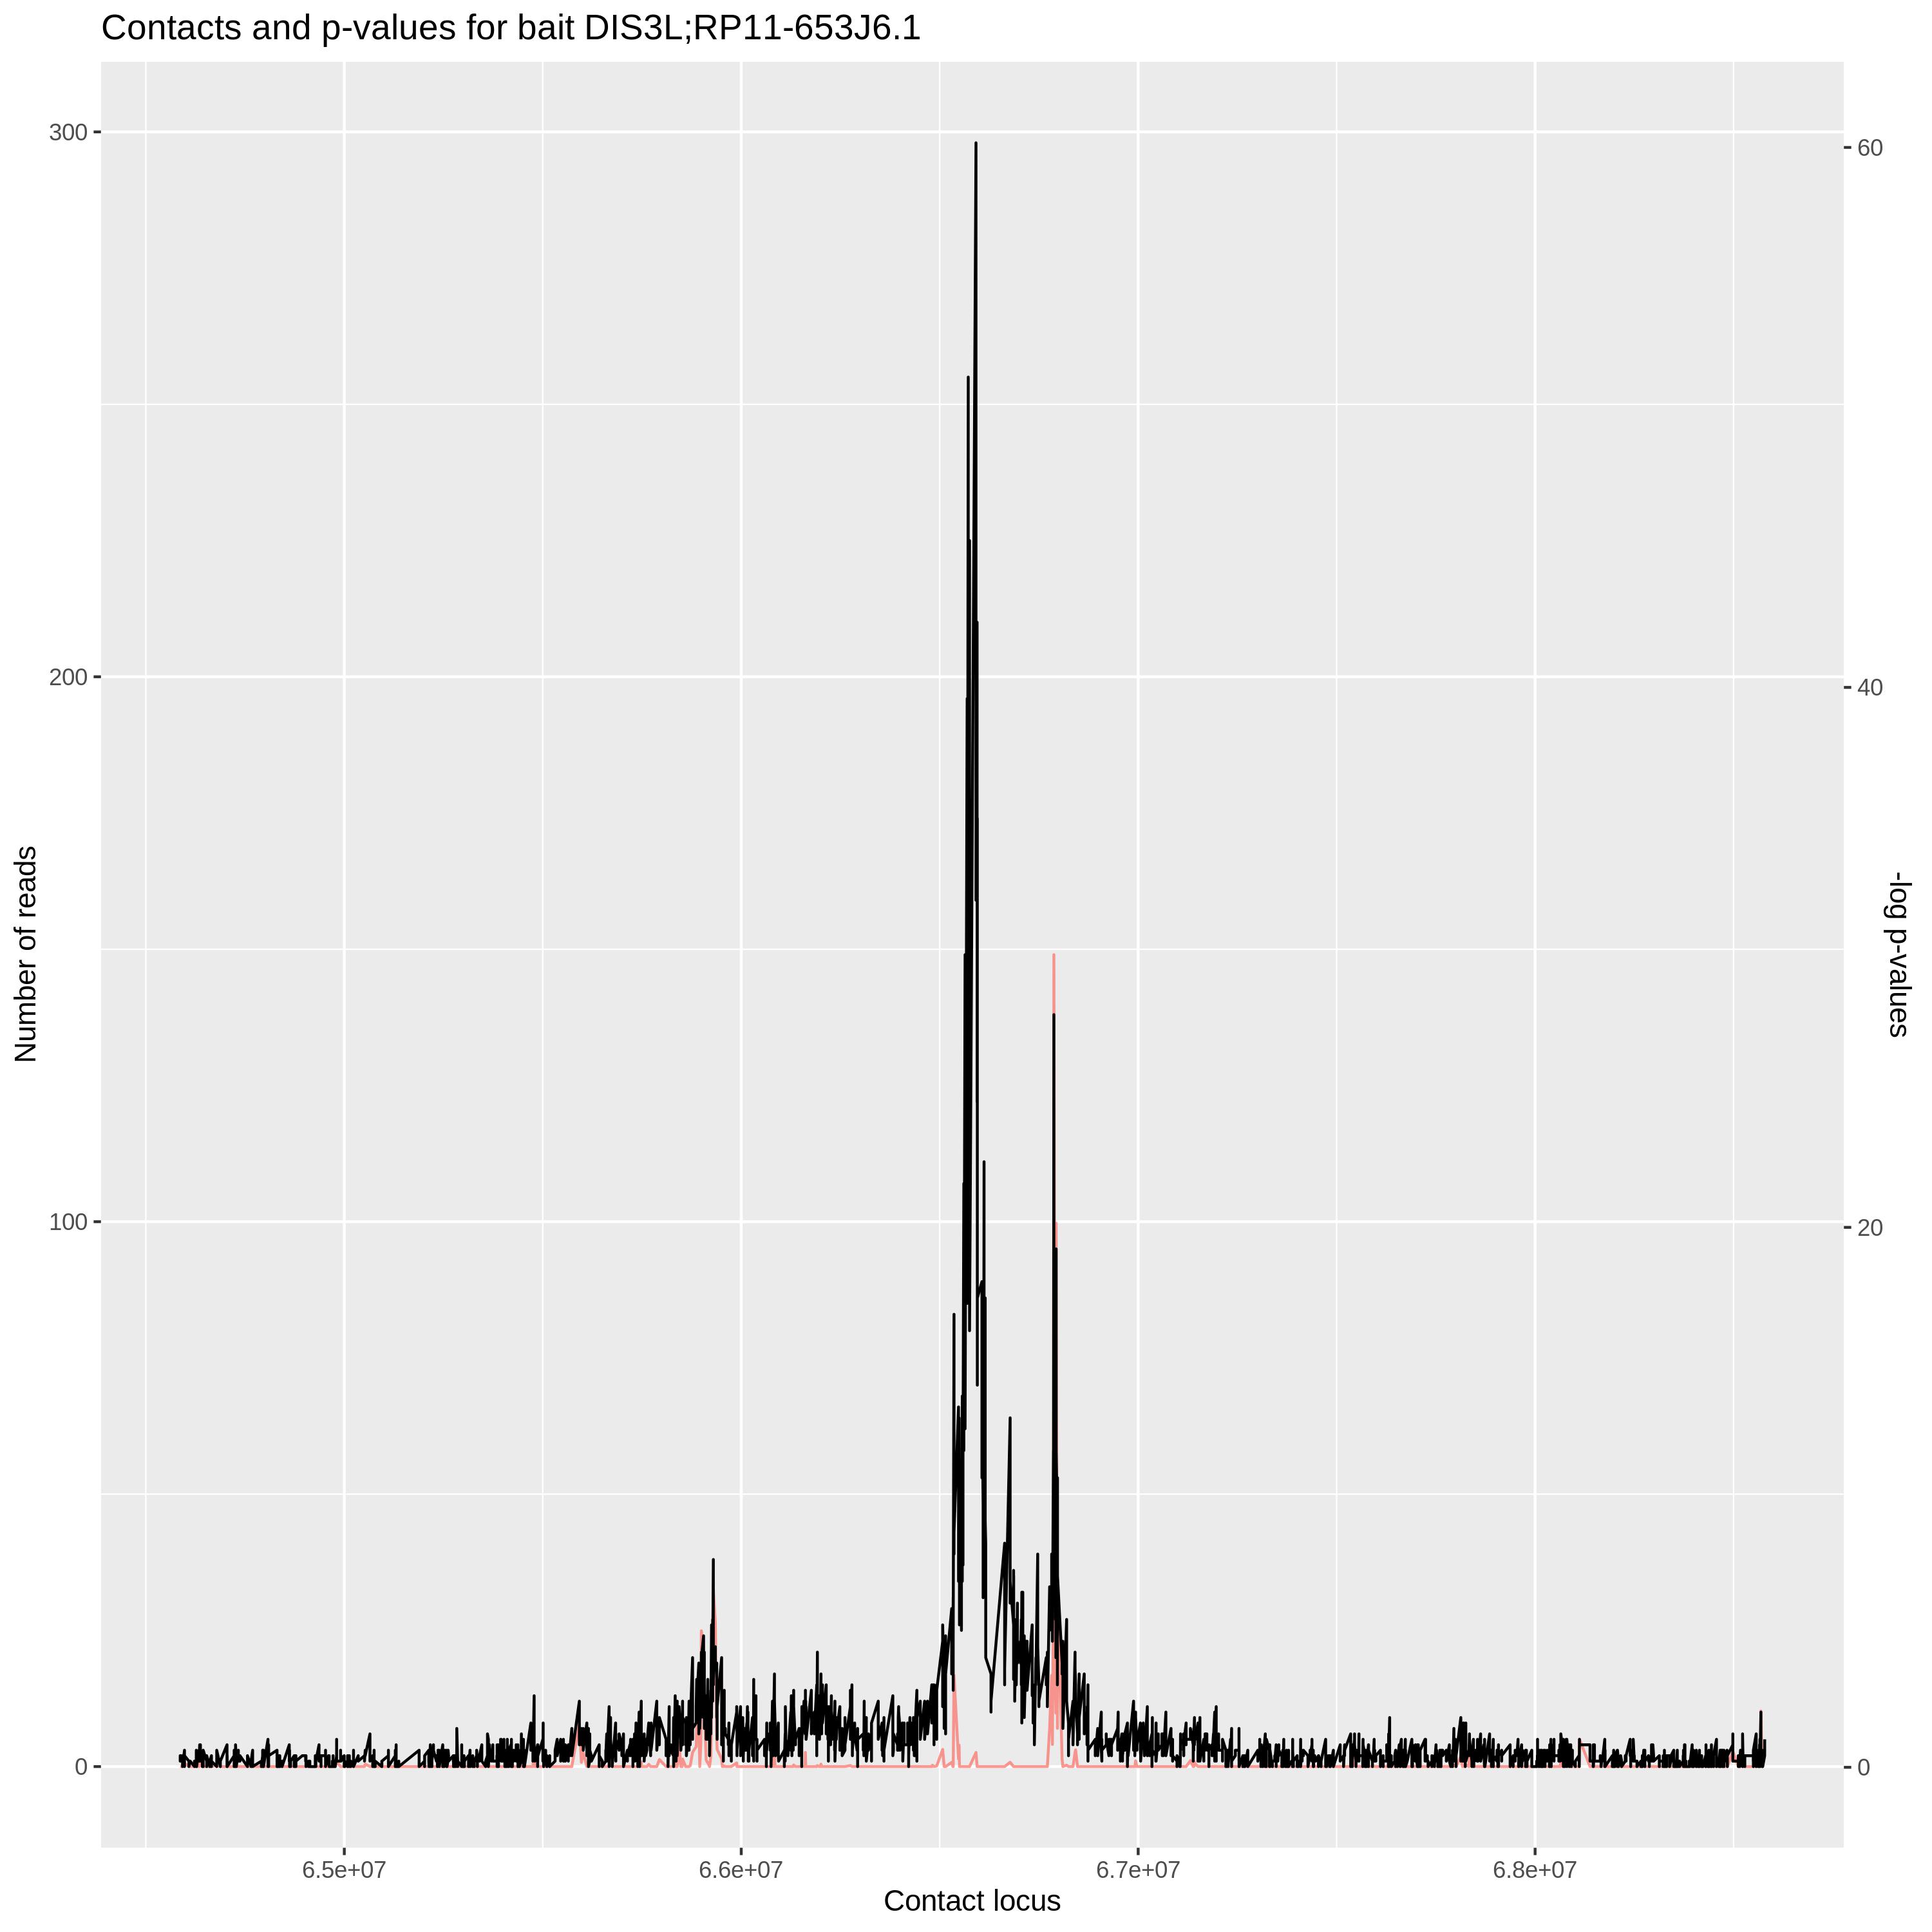 Contacts and p-values for bait DIS3L;RP11-653J6.1
300
200
100
0
Number of reads
60
40
20
0
-log p-values
6.5e+07
6.6e+07
6.7e+07
6.8e+07
Contact locus